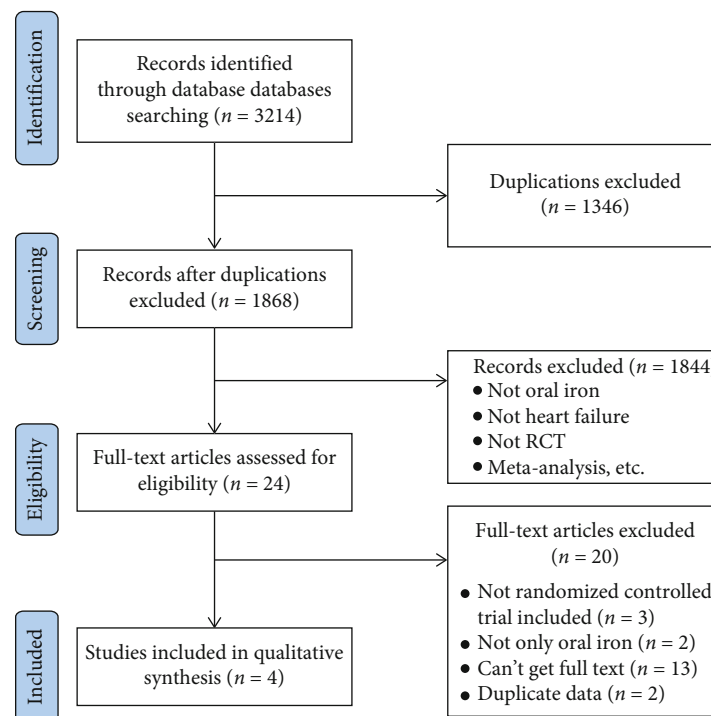 Identification
Records identified
through database databases
searching (n = 3214)
Duplications excluded
(n = 1346)
Screening
Records after duplications
excluded (n = 1868)
Records excluded (n = 1844
● Not oral iron
● Not heart failure
● Not RCT
● Meta-analysis, etc.
Eligibility
Full-text articles assessed for
eligibility (n = 24)
Full-text articles excluded
(n = 20)
● Not randomized controlled
trial included (n = 3)
● Not only oral iron (n = 2)
● Can't get full text (n = 13)
● Duplicate data (n = 2)
Included
Studies included in qualitative
synthesis (n = 4)